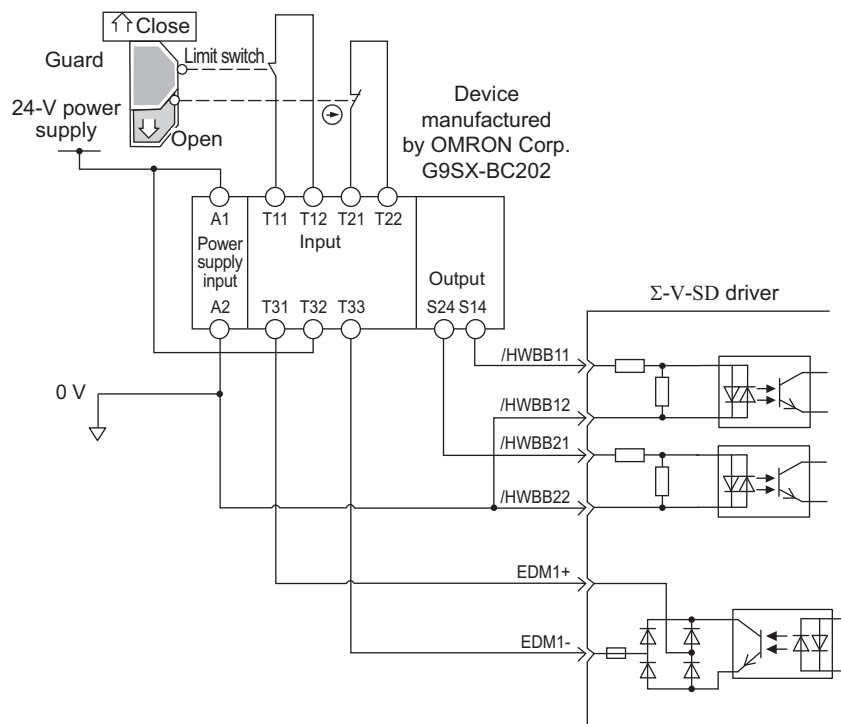 Close
Guard
Limit switch
24-V power
supply
Open
Device
manufactured
by OMRON Corp.
G9SX-BC202
A1
T11
T12
T21
T22
Power
supply
input
Input
Output
A2
T31
T32
T33
S24
S14
Σ-V-SD driver
/HWBB11
0 V
/HWBB12
/HWBB21
/HWBB22
EDM1+
EDM1-